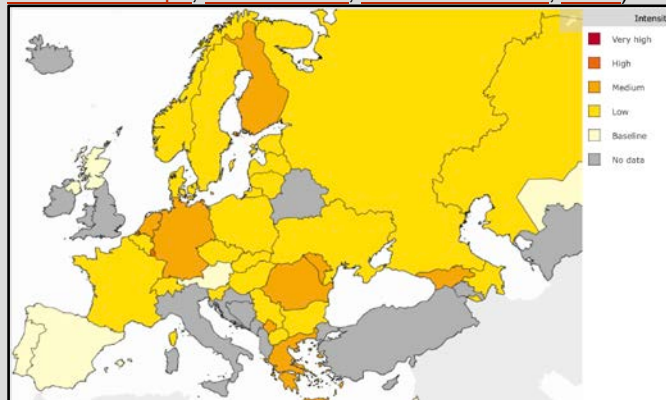 Intensit
Very high
High
Medium
Low
Baseline
No data